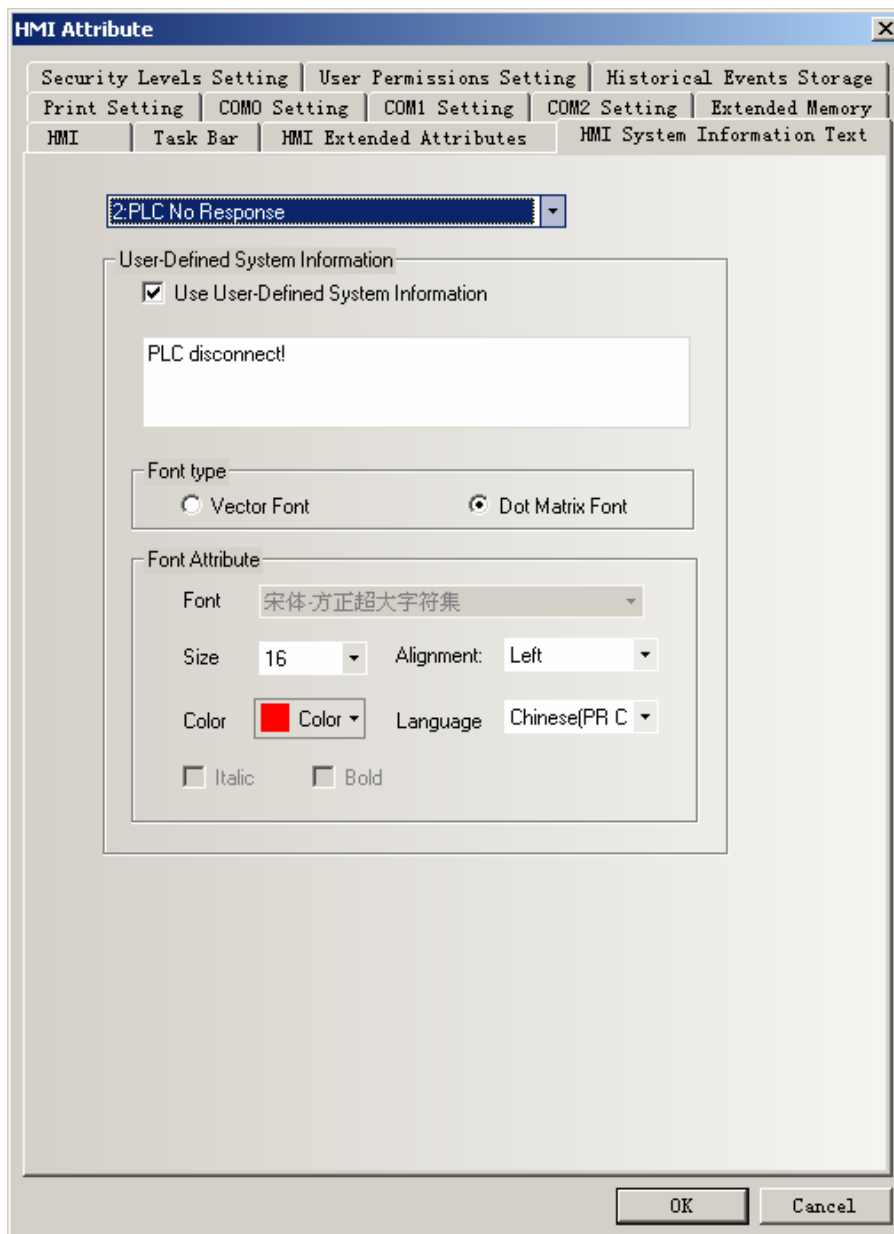 HMI Attribute
Security Levels Setting User Permissions Setting Historical Events Storage
Print Setting COM0 Setting COM1 Setting COM2 Setting Extended Memory
HMI Task Bar HMI Extended Attributes HMI System Information Text
2:PLC No Response
User-Defined System Information
Use User-Defined System Information
PLC disconnect!
Font type
Vector Font Dot Matrix Font
Font Attribute
Font 宋体-方正超大字符集
Size 16 Alignment: Left
Color Color Language Chinese(PR C
Italic Bold
OK Cancel